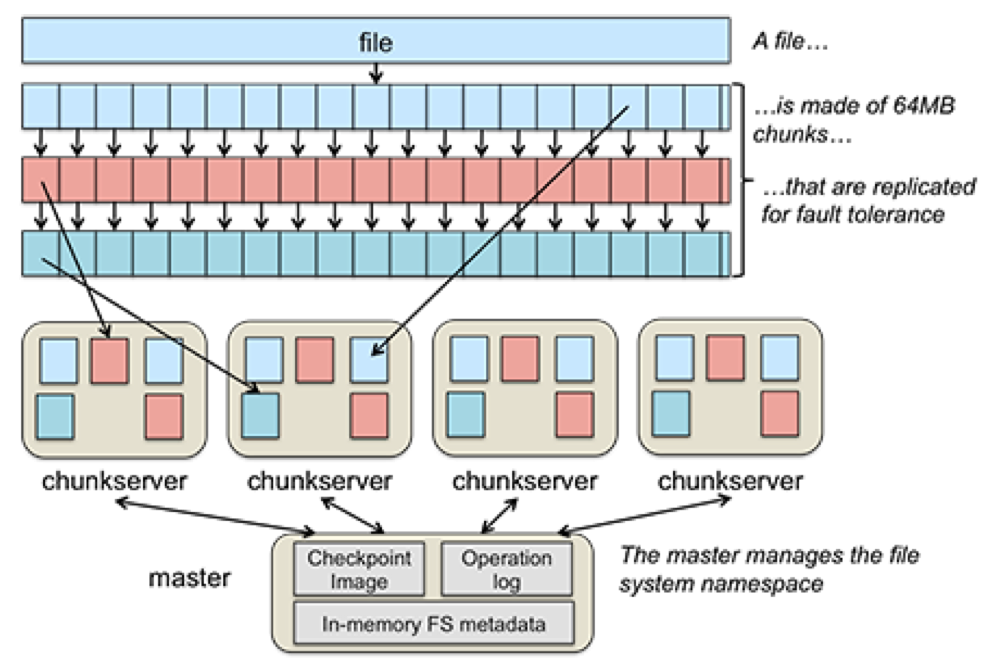 file
A file…
…is made of 64MB
chunks…
…that are replicated
for fault tolerance
chunkserver
chunkserver
chunkserver
chunkserver
master
Checkpoint
Image
Operation
log
In-memory FS metadata
The master manages the file
system namespace